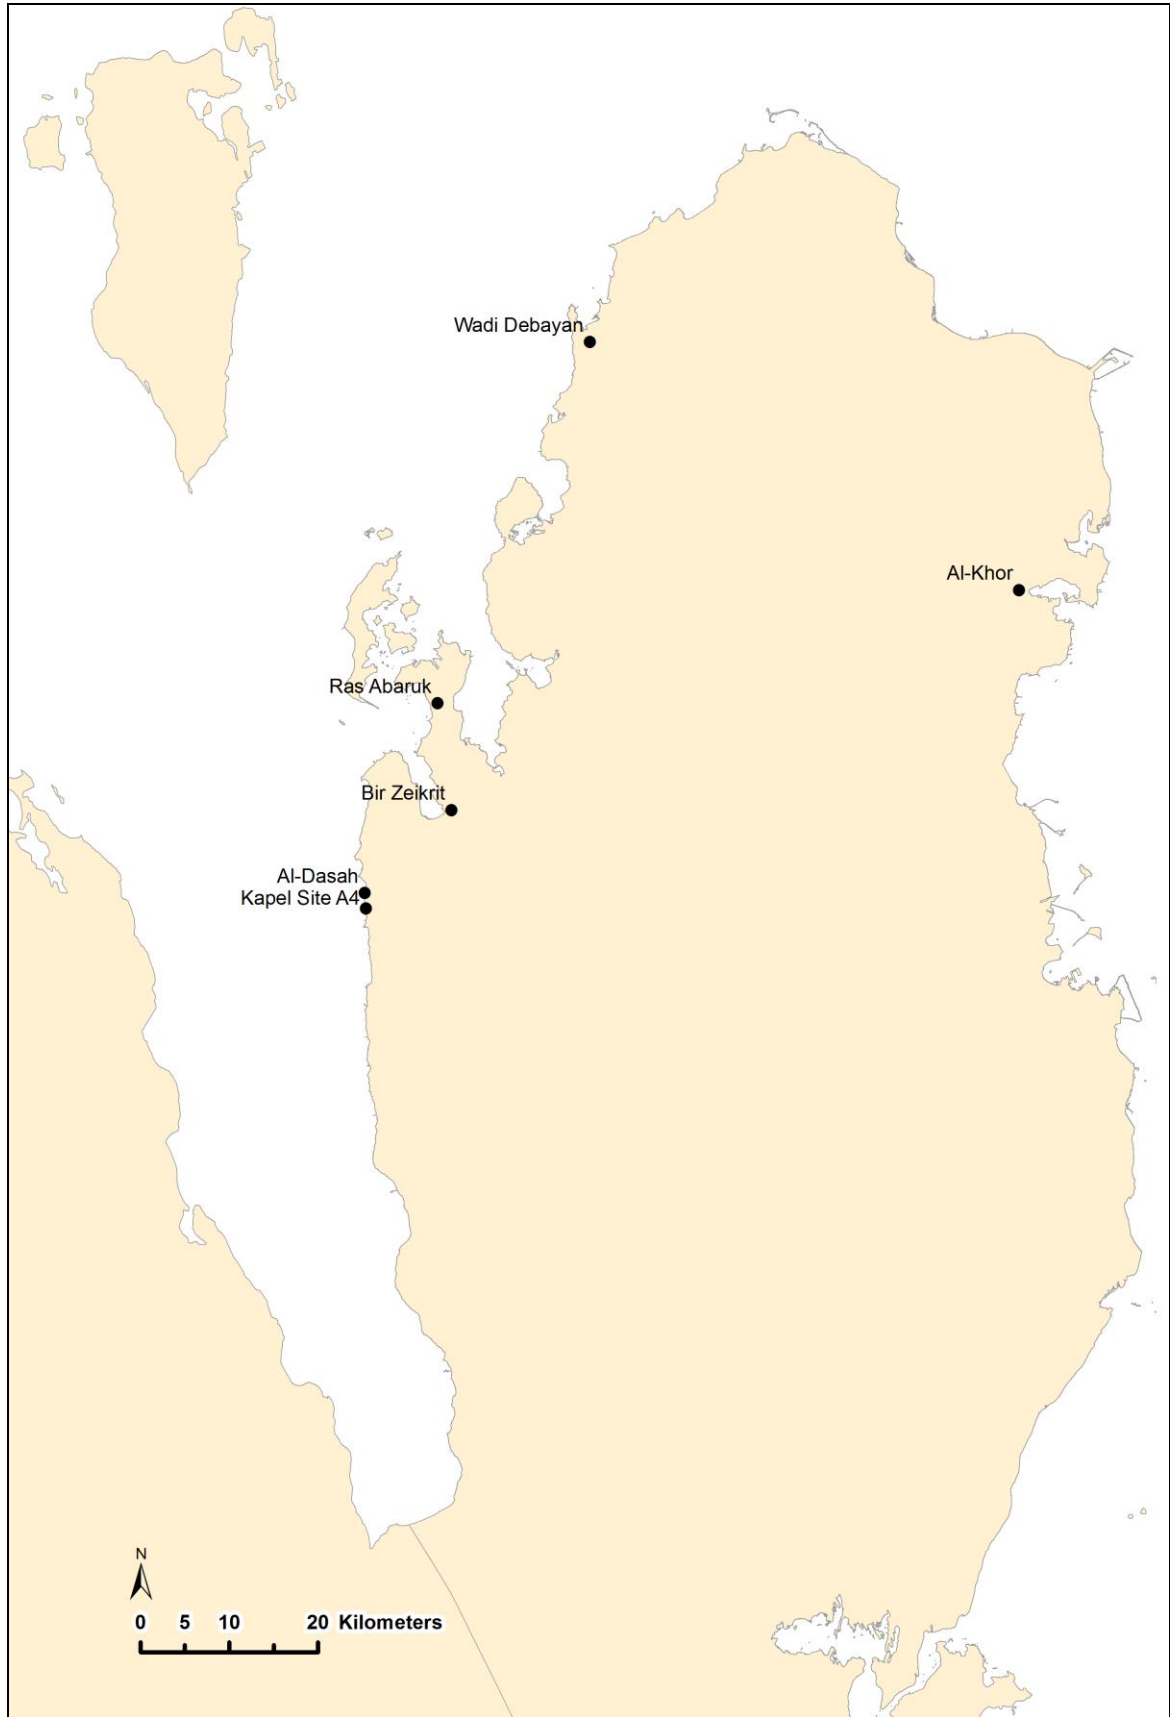 Wadi Debayan
Al-Khor
Ras Abaruk
Bir Zeikrit
Al-Dasah
Kapel Site A4
N
0 5 10 20 Kilometers